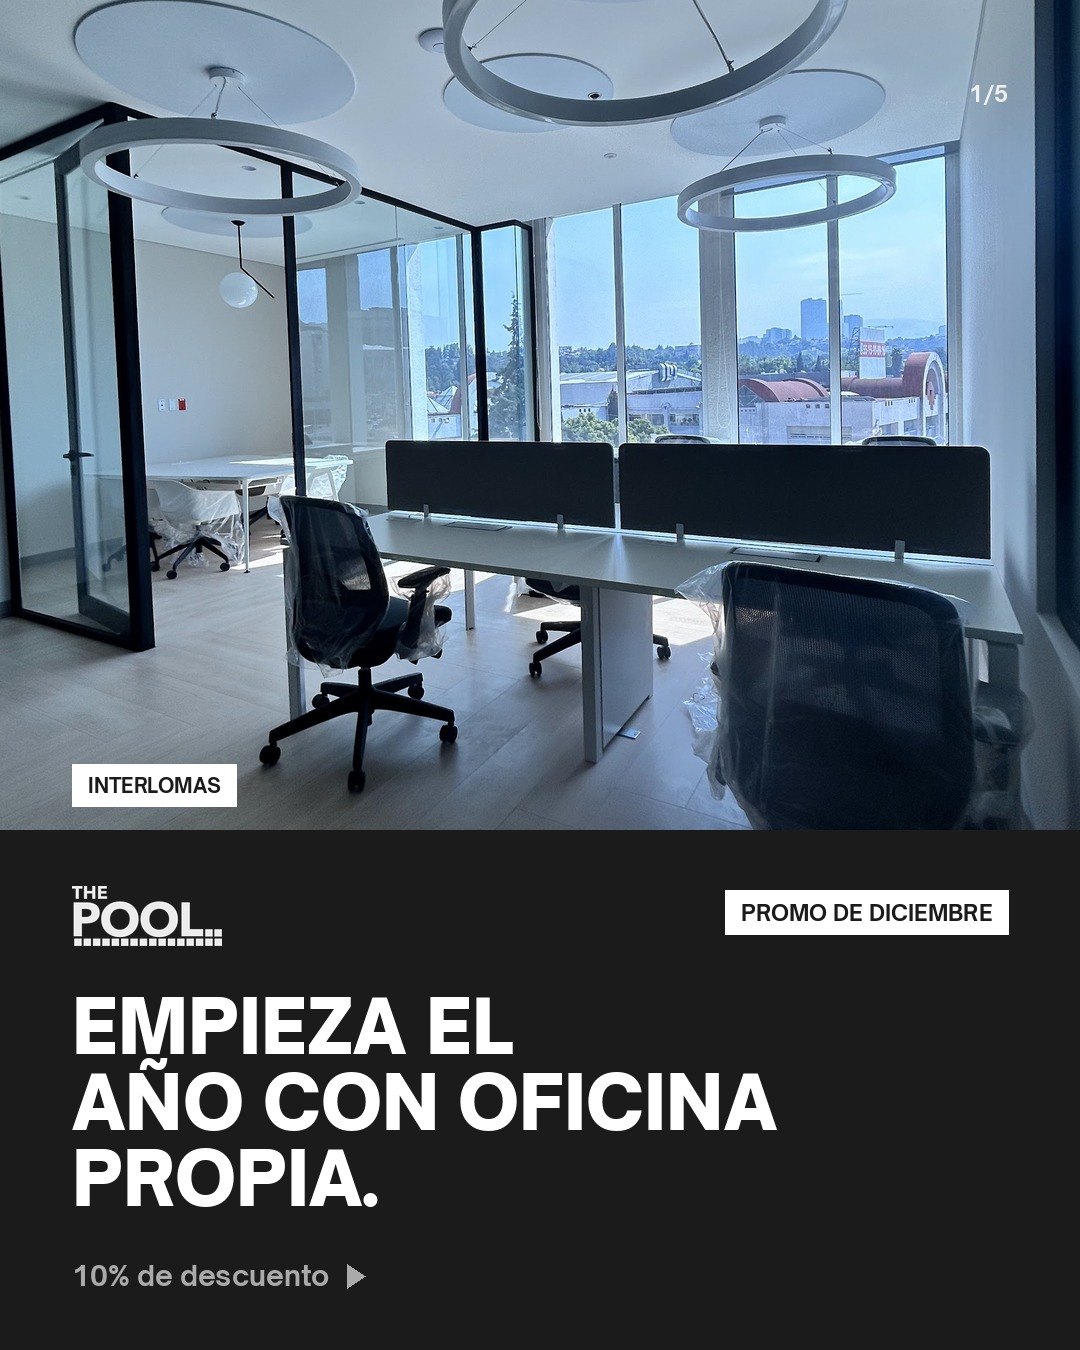 1/5
INTERLOMAS
THE
POOL
PROMO DE DICIEMBRE
EMPIEZA EL
AÑO CON OFICINA
PROPIA.
10% de descuento